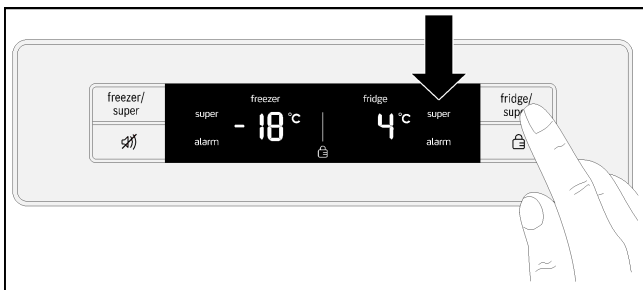 freezer/
super
freezer
super
- 18 °C
alarm
fridge
4 °C
super
alarm
fridge/